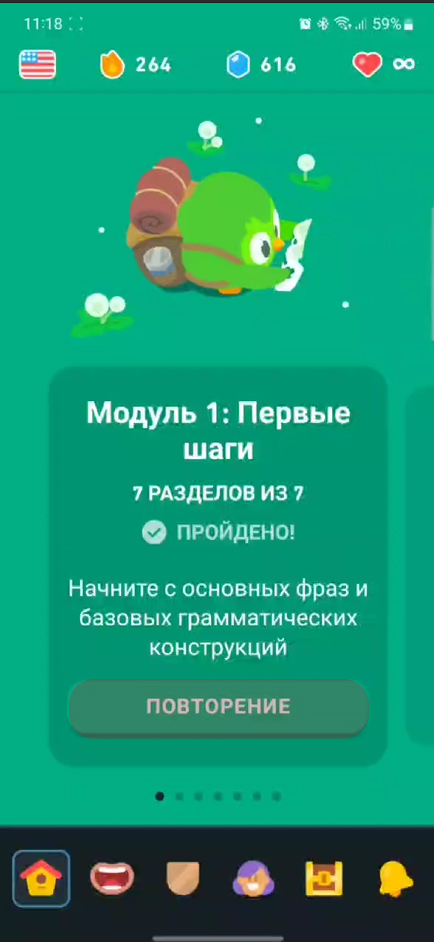 11:18
59%
264
616
∞
Модуль 1: Первые
шаги
7 РАЗДЕЛОВ ИЗ 7
ПРОЙДЕНО!
Начните с основных фраз и
базовых грамматических
конструкций
ПОВТОРЕНИЕ